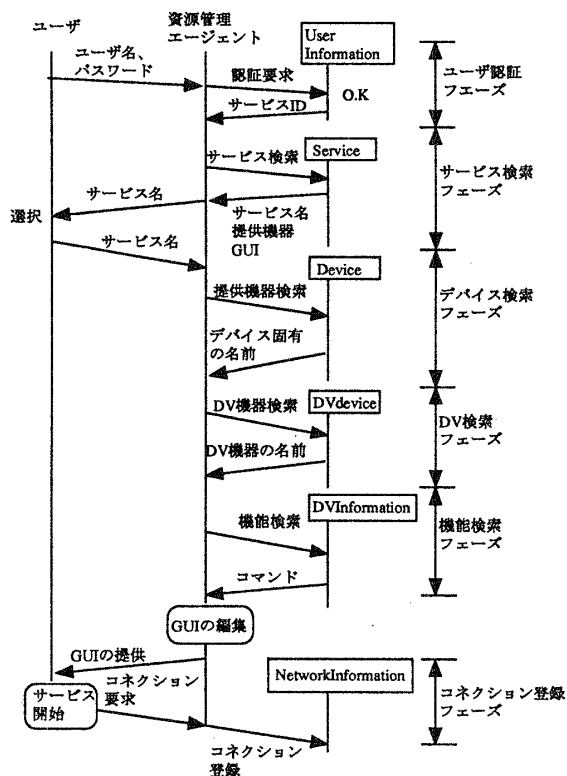 ユーザ
資源管理
エージェント
User
Information
ユーザ名、
パスワード
認証要求
O.K
サービスID
ユーザ認証
フェーズ
サービス検索
Service
サービス名
サービス名
提供機器
GUI
選択
サービス名
サービス検索
フェーズ
Device
提供機器検索
デバイス固有
の名前
デバイス検索
フェーズ
DV機器検索
DVdevice
DV機器の名前
DV検索
フェーズ
DVInformation
機能検索
コマンド
機能検索
フェーズ
GUIの編集
GUIの提供
コネクション
要求
サービス
開始
NetworkInformation
コネクション
登録
コネクション登録
フェーズ